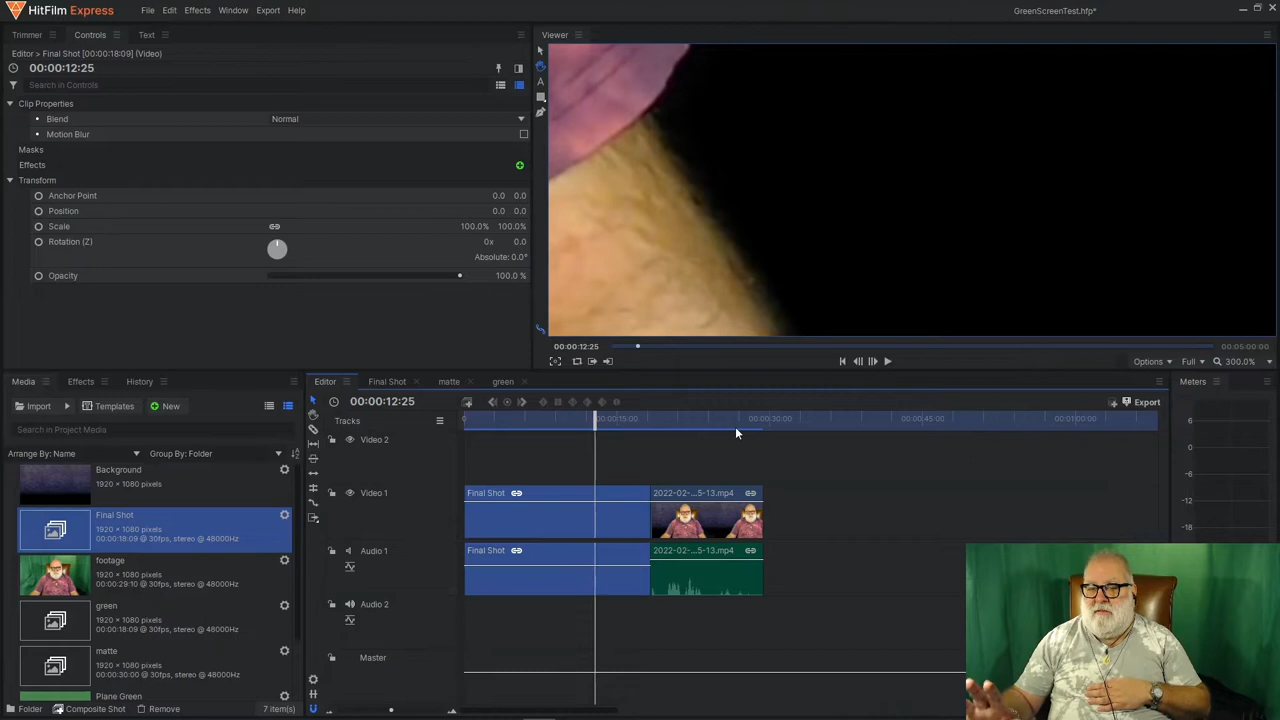 HitFilm Express
File Edit Effects Window Export Help
GreenScreenTest.hfp*
Trimmer Controls Text
Editor > Final Shot [00:00:18:09] (Video)
00:00:12:25
Search in Controls
Clip Properties
Blend Normal
Motion Blur
Masks
Effects
Transform
Anchor Point 0.0 0.0
Position 0.0 0.0
Scale 100.0% 100.0%
Rotation (Z) 0x 0.0
Absolute: 0.0°
Opacity 100.0 %
Viewer
A
00:00:12:25
00:05:00:00
Options Full 300.0%
Media Effects History
Import Templates New
Search in Project Media
Arrange By: Name Group By: Folder
Background
1920 × 1080 pixels
Final Shot
1920 × 1080 pixels
00:00:18:09 @ 30fps, stereo @ 48000Hz
footage
1920 × 1080 pixels
00:00:29:10 @ 30fps, stereo @ 48000Hz
green
1920 × 1080 pixels
00:00:18:09 @ 30fps, stereo @ 48000Hz
matte
1920 × 1080 pixels
00:00:30:00 @ 30fps, stereo @ 48000Hz
Plane Green
Folder Composite Shot Remove 7 Item(s)
Editor Final Shot matte green
00:00:12:25
Export
Tracks
0 00:00:15:00 00:00:30:00 00:00:45:00 00:01:00:00
Video 2
Video 1
Final Shot 2022-02-...5-13.mp4
Audio 1
Final Shot 2022-02-...5-13.mp4
Audio 2
Master
Meters
6
0
-6
-12
-18